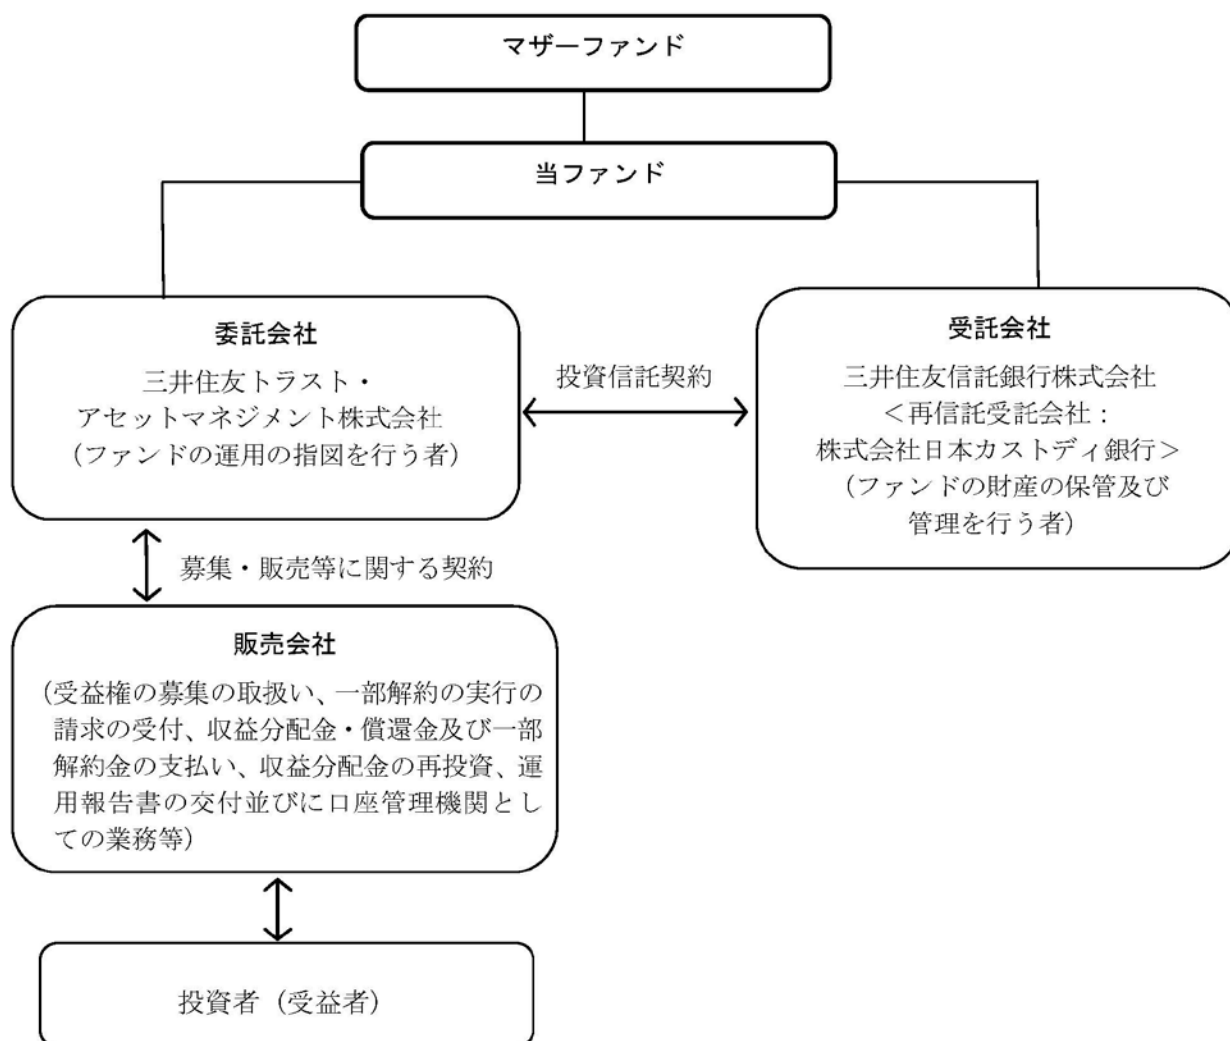 マザーファンド
当ファンド
委託会社
三井住友トラスト・
アセットマネジメント株式会社
(ファンドの運用の指図を行う者)
投資信託契約
受託会社
三井住友信託銀行株式会社
<再信託受託会社:
株式会社日本カストディ銀行>
(ファンドの財産の保管及び
管理を行う者)
募集・販売等に関する契約
販売会社
(受益権の募集の取扱い、一部解約の実行の
請求の受付、収益分配金・償還金及び一部
解約金の支払い、収益分配金の再投資、運
用報告書の交付並びに口座管理機関とし
ての業務等)
投資者(受益者)